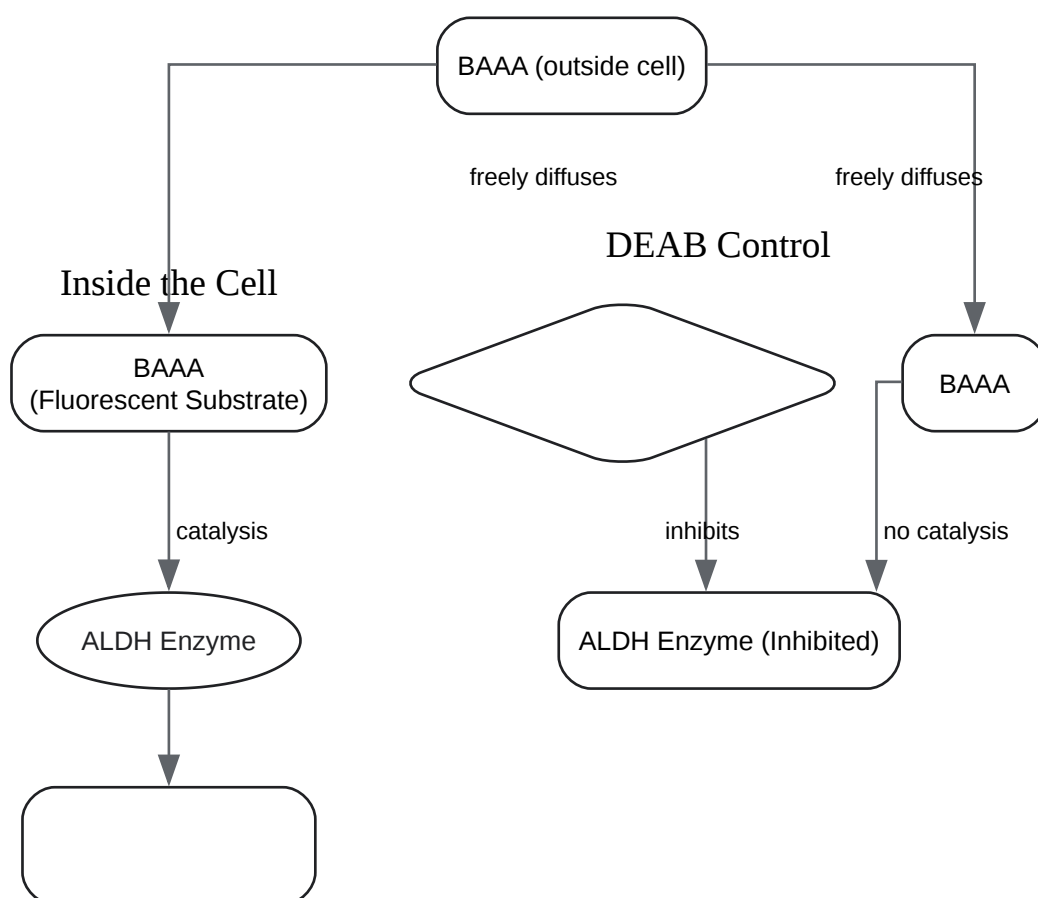 BAAA (outside cell)
freely diffuses
freely diffuses
DEAB Control
Inside the Cell
BAAA
(Fluorescent Substrate)
BAAA
catalysis
inhibits
no catalysis
ALDH Enzyme
ALDH Enzyme (Inhibited)